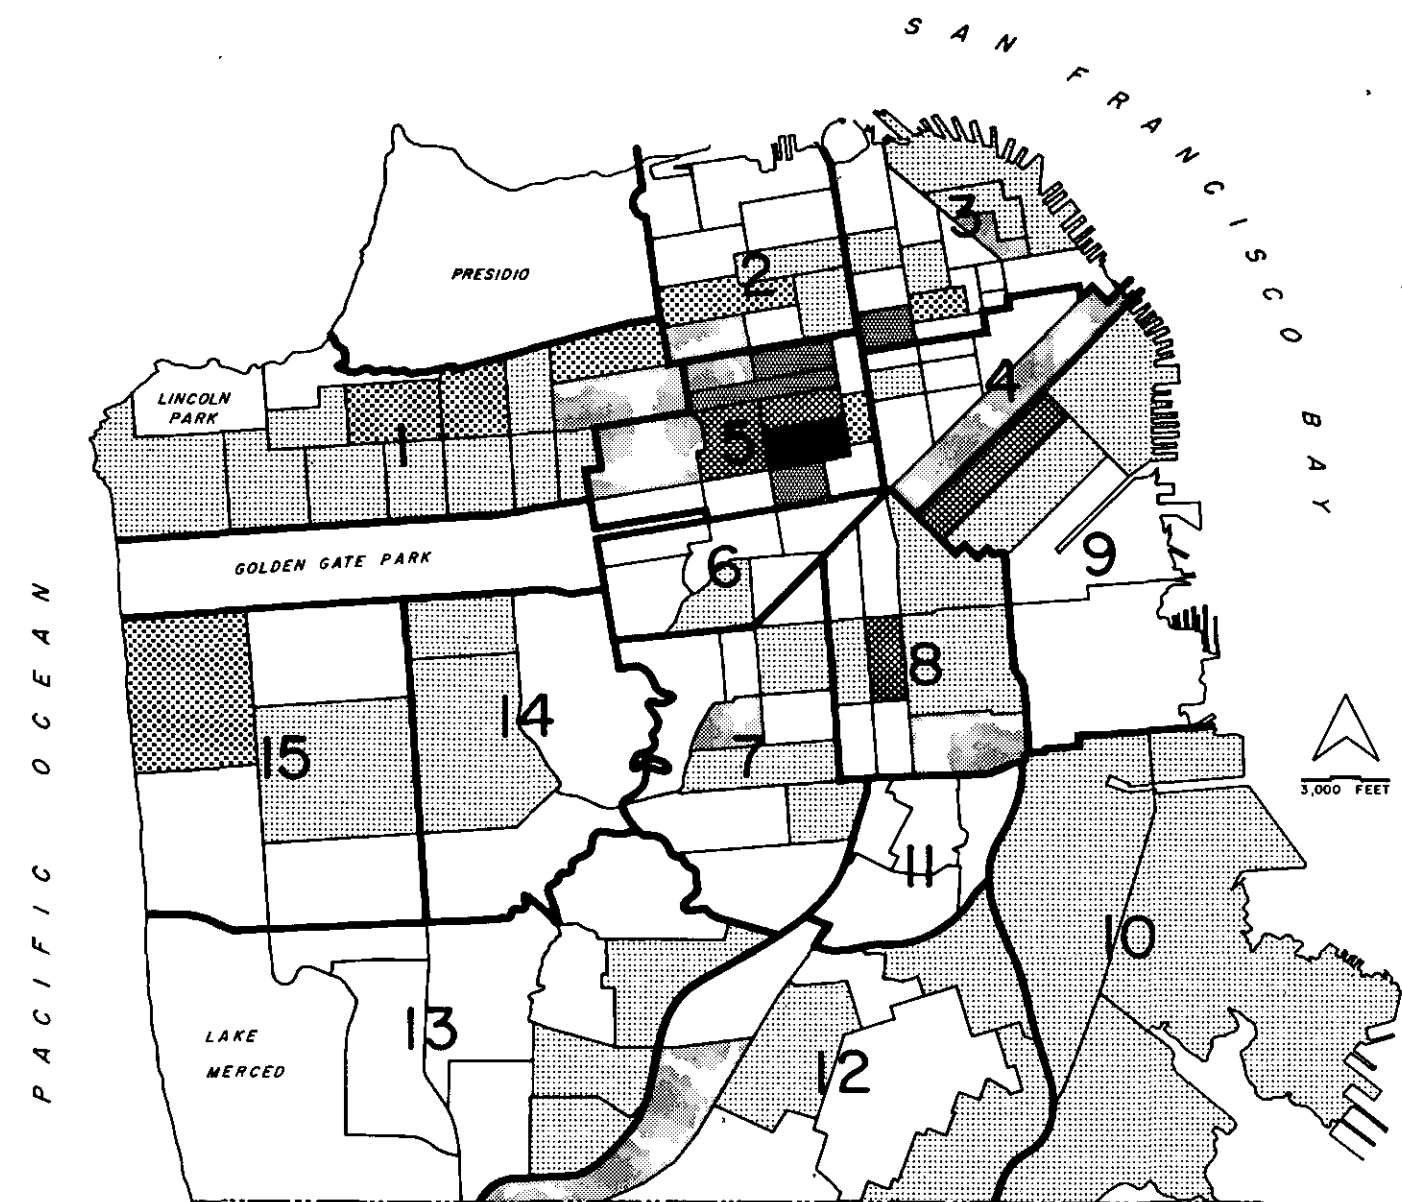 SAN FRANCISCO BAY
PRESIDIO
3
2
LINCOLN
PARK
4
1
5
GOLDEN GATE PARK
6
9
8
14
15
7
3,000 FEET
11
10
PACIFIC OCEAN
13
LAKE
MERCED
12